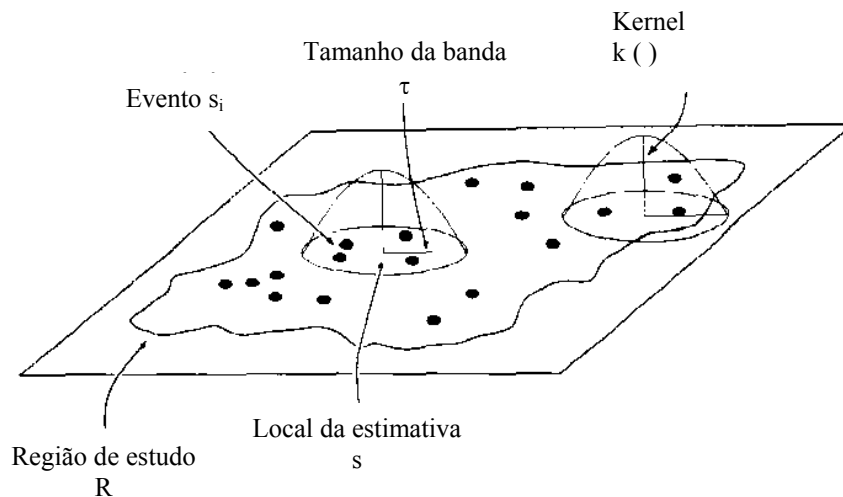 Kernel
k ( )
Tamanho da banda
τ
Evento sᵢ
Local da estimativa
s
Região de estudo
R